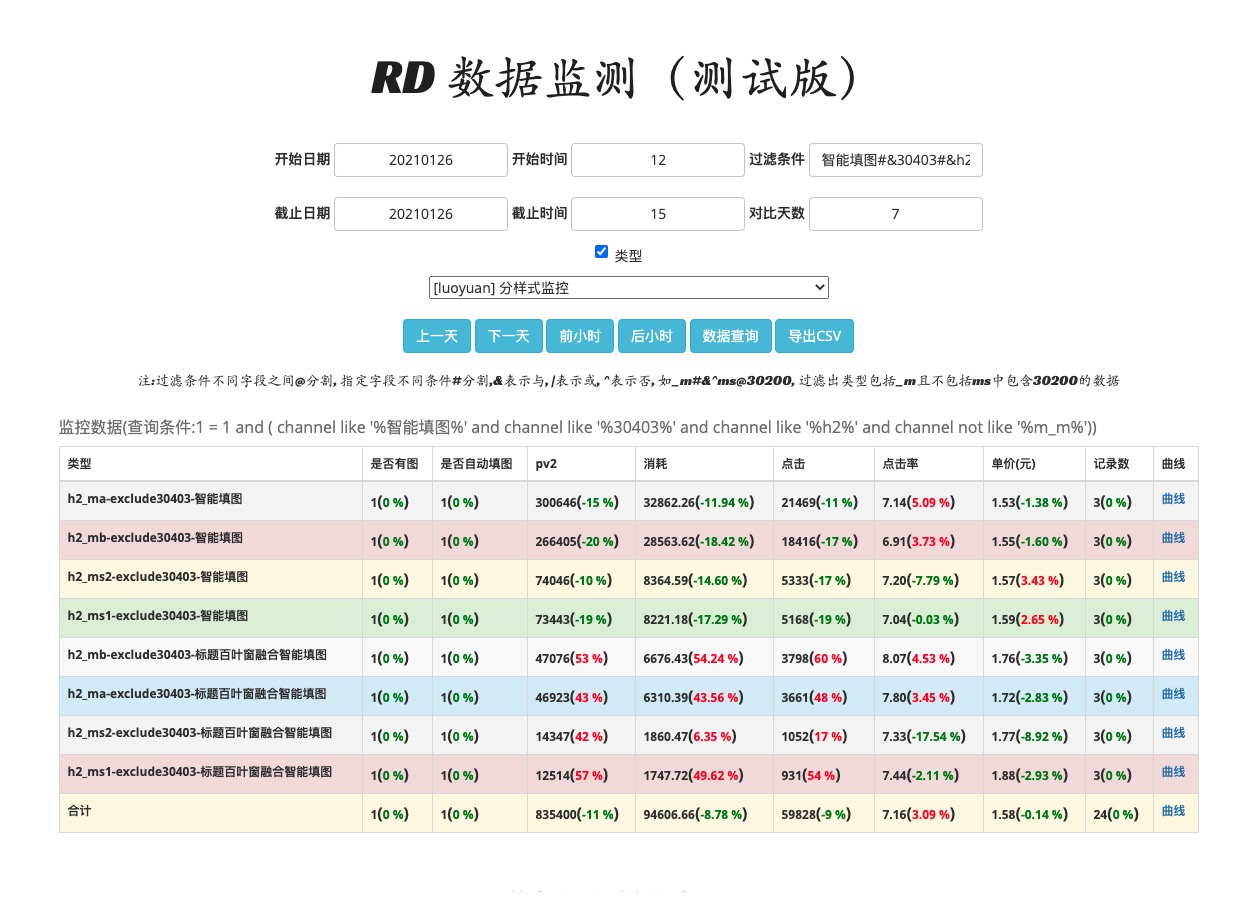 RD 数据监测（测试版）
开始日期 20210126 开始时间 12 过滤条件 智能填图#&30403#&h2
截止日期 20210126 截止时间 15 对比天数 7
类型
[luoyuan] 分样式监控
上一天 下一天 前小时 后小时 数据查询 导出CSV
注:过滤条件不同字段之间@分割, 指定字段不同条件#分割,&表示与,|表示或, ^表示否, 如_m#&^ms@30200, 过滤出类型包括_m且不包括ms中包含30200的数据
监控数据(查询条件:1 = 1 and ( channel like '%智能填图%' and channel like '%30403%' and channel like '%h2%' and channel not like '%m_m%'))
类型 是否有图 是否自动填图 pv2 消耗 点击 点击率 单价(元) 记录数 曲线
h2_ma-exclude30403-智能填图 1(0 %) 1(0 %) 300646(-15 %) 32862.26(-11.94 %) 21469(-11 %) 7.14(5.09 %) 1.53(-1.38 %) 3(0 %) 曲线
h2_mb-exclude30403-智能填图 1(0 %) 1(0 %) 266405(-20 %) 28563.62(-18.42 %) 18416(-17 %) 6.91(3.73 %) 1.55(-1.60 %) 3(0 %) 曲线
h2_ms2-exclude30403-智能填图 1(0 %) 1(0 %) 74046(-10 %) 8364.59(-14.60 %) 5333(-17 %) 7.20(-7.79 %) 1.57(3.43 %) 3(0 %) 曲线
h2_ms1-exclude30403-智能填图 1(0 %) 1(0 %) 73443(-19 %) 8221.18(-17.29 %) 5168(-19 %) 7.04(-0.03 %) 1.59(2.65 %) 3(0 %) 曲线
h2_mb-exclude30403-标题百叶窗融合智能填图 1(0 %) 1(0 %) 47076(53 %) 6676.43(54.24 %) 3798(60 %) 8.07(4.53 %) 1.76(-3.35 %) 3(0 %) 曲线
h2_ma-exclude30403-标题百叶窗融合智能填图 1(0 %) 1(0 %) 46923(43 %) 6310.39(43.56 %) 3661(48 %) 7.80(3.45 %) 1.72(-2.83 %) 3(0 %) 曲线
h2_ms2-exclude30403-标题百叶窗融合智能填图 1(0 %) 1(0 %) 14347(42 %) 1860.47(6.35 %) 1052(17 %) 7.33(-17.54 %) 1.77(-8.92 %) 3(0 %) 曲线
h2_ms1-exclude30403-标题百叶窗融合智能填图 1(0 %) 1(0 %) 12514(57 %) 1747.72(49.62 %) 931(54 %) 7.44(-2.11 %) 1.88(-2.93 %) 3(0 %) 曲线
合计 1(0 %) 1(0 %) 835400(-11 %) 94606.66(-8.78 %) 59828(-9 %) 7.16(3.09 %) 1.58(-0.14 %) 24(0 %) 曲线